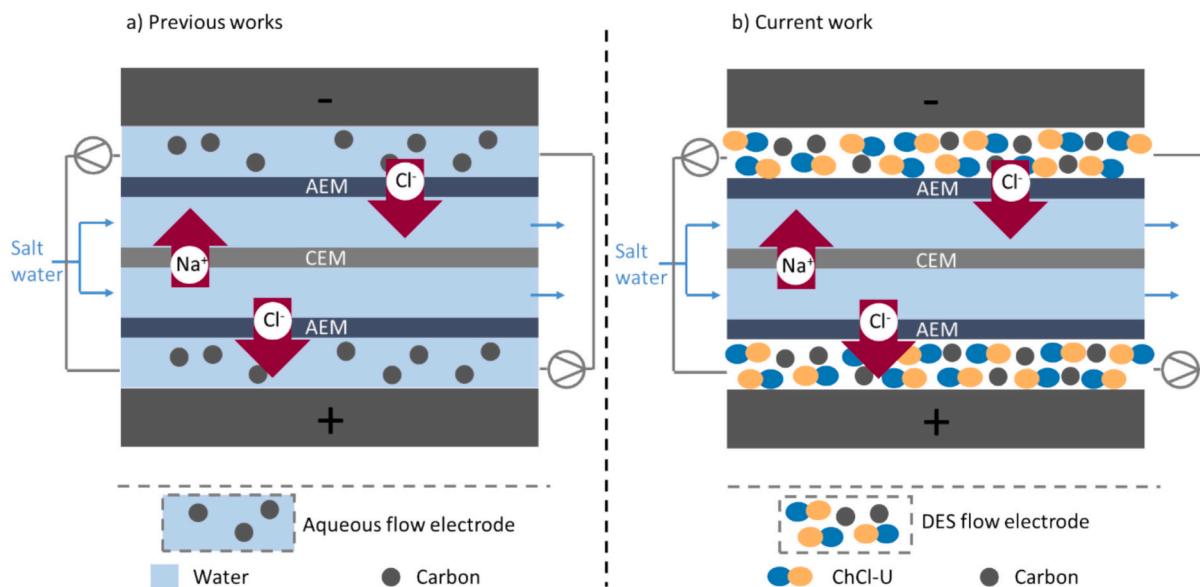 a) Previous works
-
Cl⁻
AEM
Salt
water
Na⁺
CEM
Cl⁻
AEM
+
Aqueous flow electrode
Water
Carbon
b) Current work
-
Cl⁻
AEM
Salt
water
Na⁺
CEM
Cl⁻
AEM
+
DES flow electrode
ChCl-U
Carbon